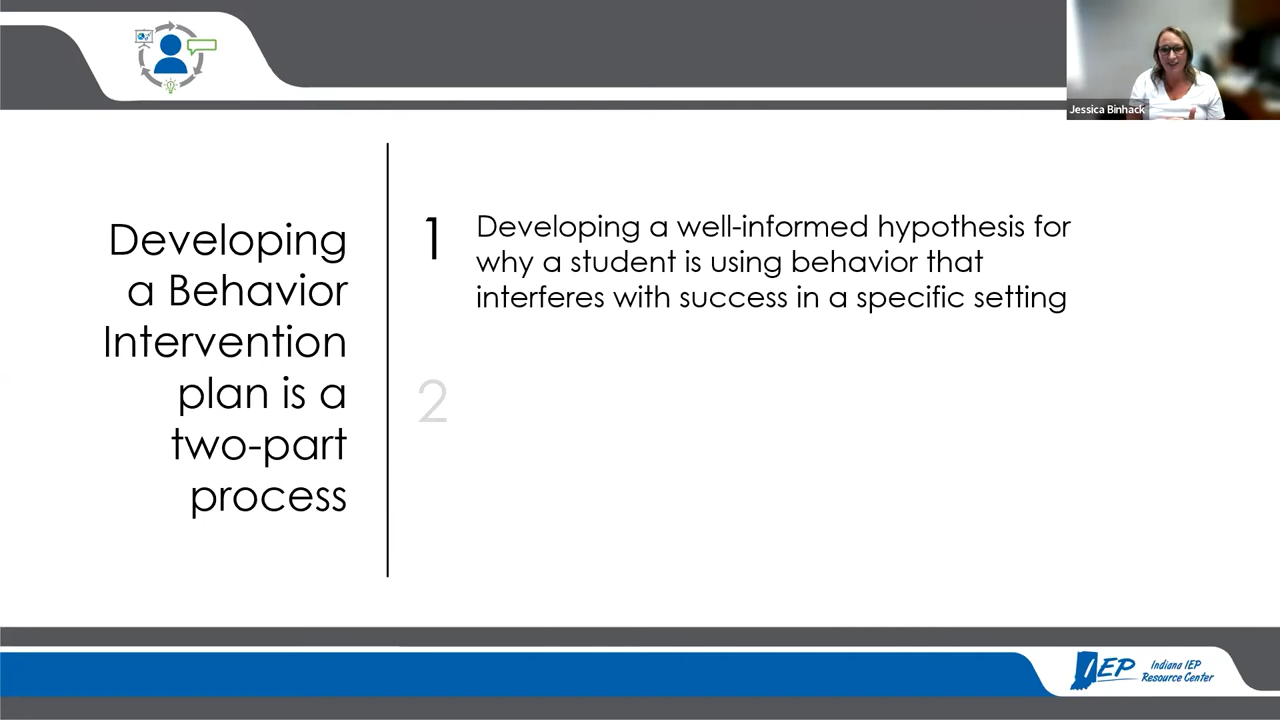 Jessica Binhack
Developing
a Behavior
Intervention
plan is a
two-part
process
1
Developing a well-informed hypothesis for
why a student is using behavior that
interferes with success in a specific setting
2
IEP
Indiana IEP
Resource Center